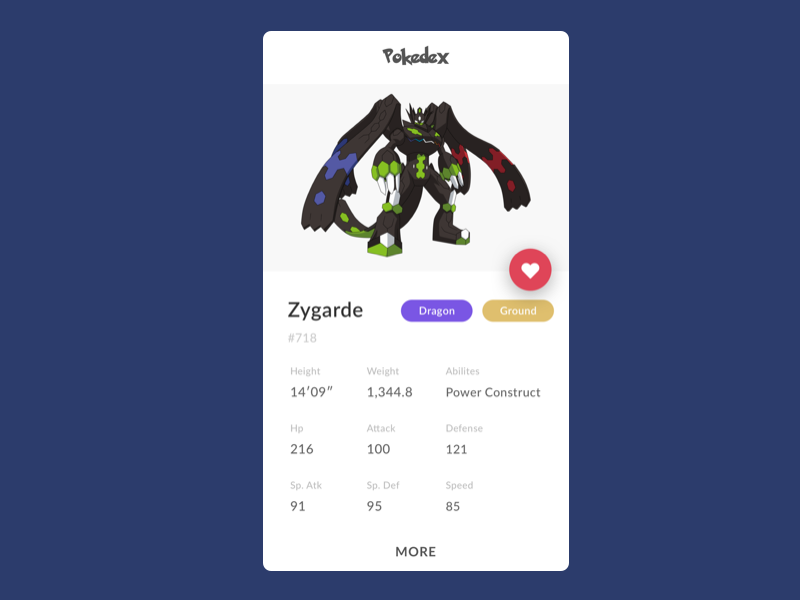 Pokedex
Zygarde
Dragon
Ground
#718
Height
Weight
Abilites
14′09″
1,344.8
Power Construct
Hp
Attack
Defense
216
100
121
Sp. Atk
Sp. Def
Speed
91
95
85
MORE